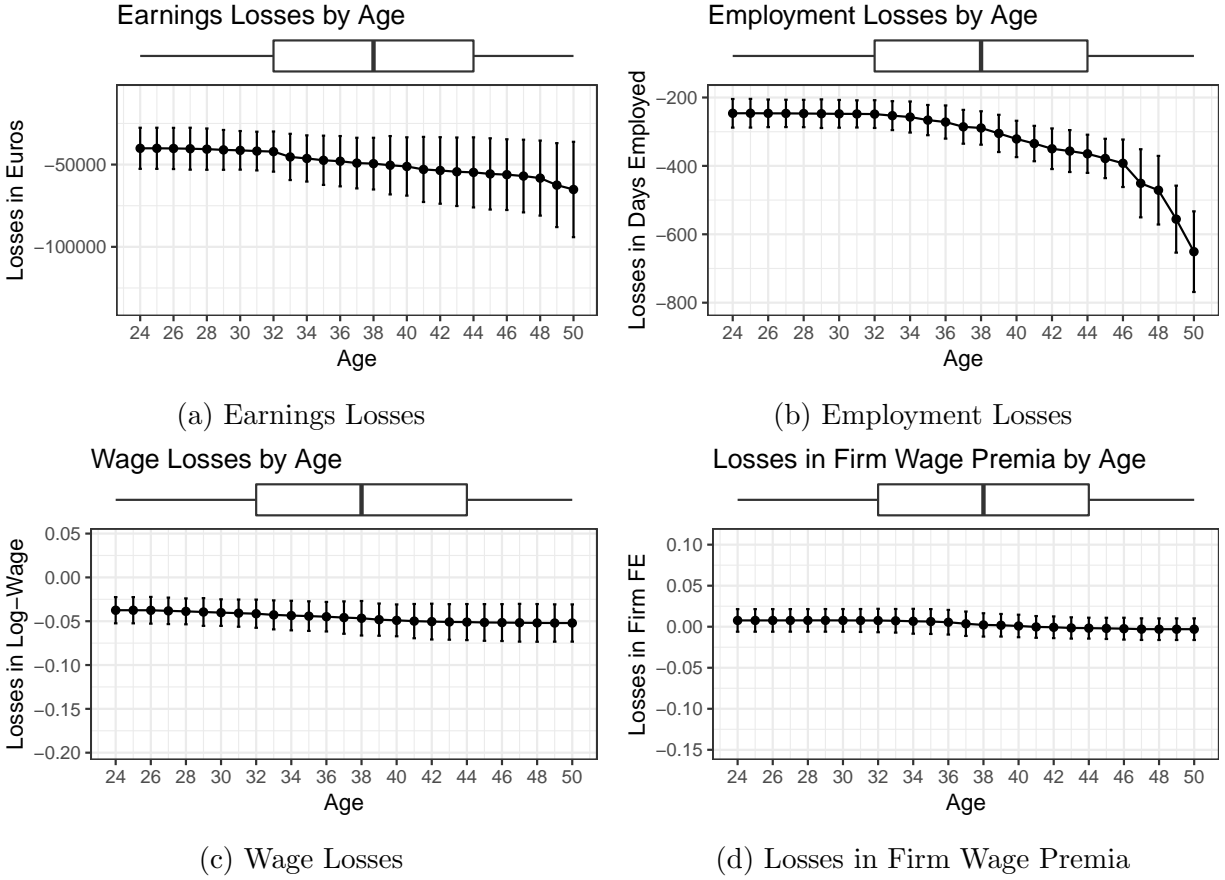 Earnings Losses by Age
Losses in Euros
−50000
−100000
24 26 28 30 32 34 36 38 40 42 44 46 48 50
Age
(a) Earnings Losses
Employment Losses by Age
Losses in Days Employed
−200
−400
−600
−800
24 26 28 30 32 34 36 38 40 42 44 46 48 50
Age
(b) Employment Losses
Wage Losses by Age
Losses in Log−Wage
0.05
0.00
−0.05
−0.10
−0.15
−0.20
24 26 28 30 32 34 36 38 40 42 44 46 48 50
Age
(c) Wage Losses
Losses in Firm Wage Premia by Age
Losses in Firm FE
0.10
0.05
0.00
−0.05
−0.10
−0.15
24 26 28 30 32 34 36 38 40 42 44 46 48 50
Age
(d) Losses in Firm Wage Premia